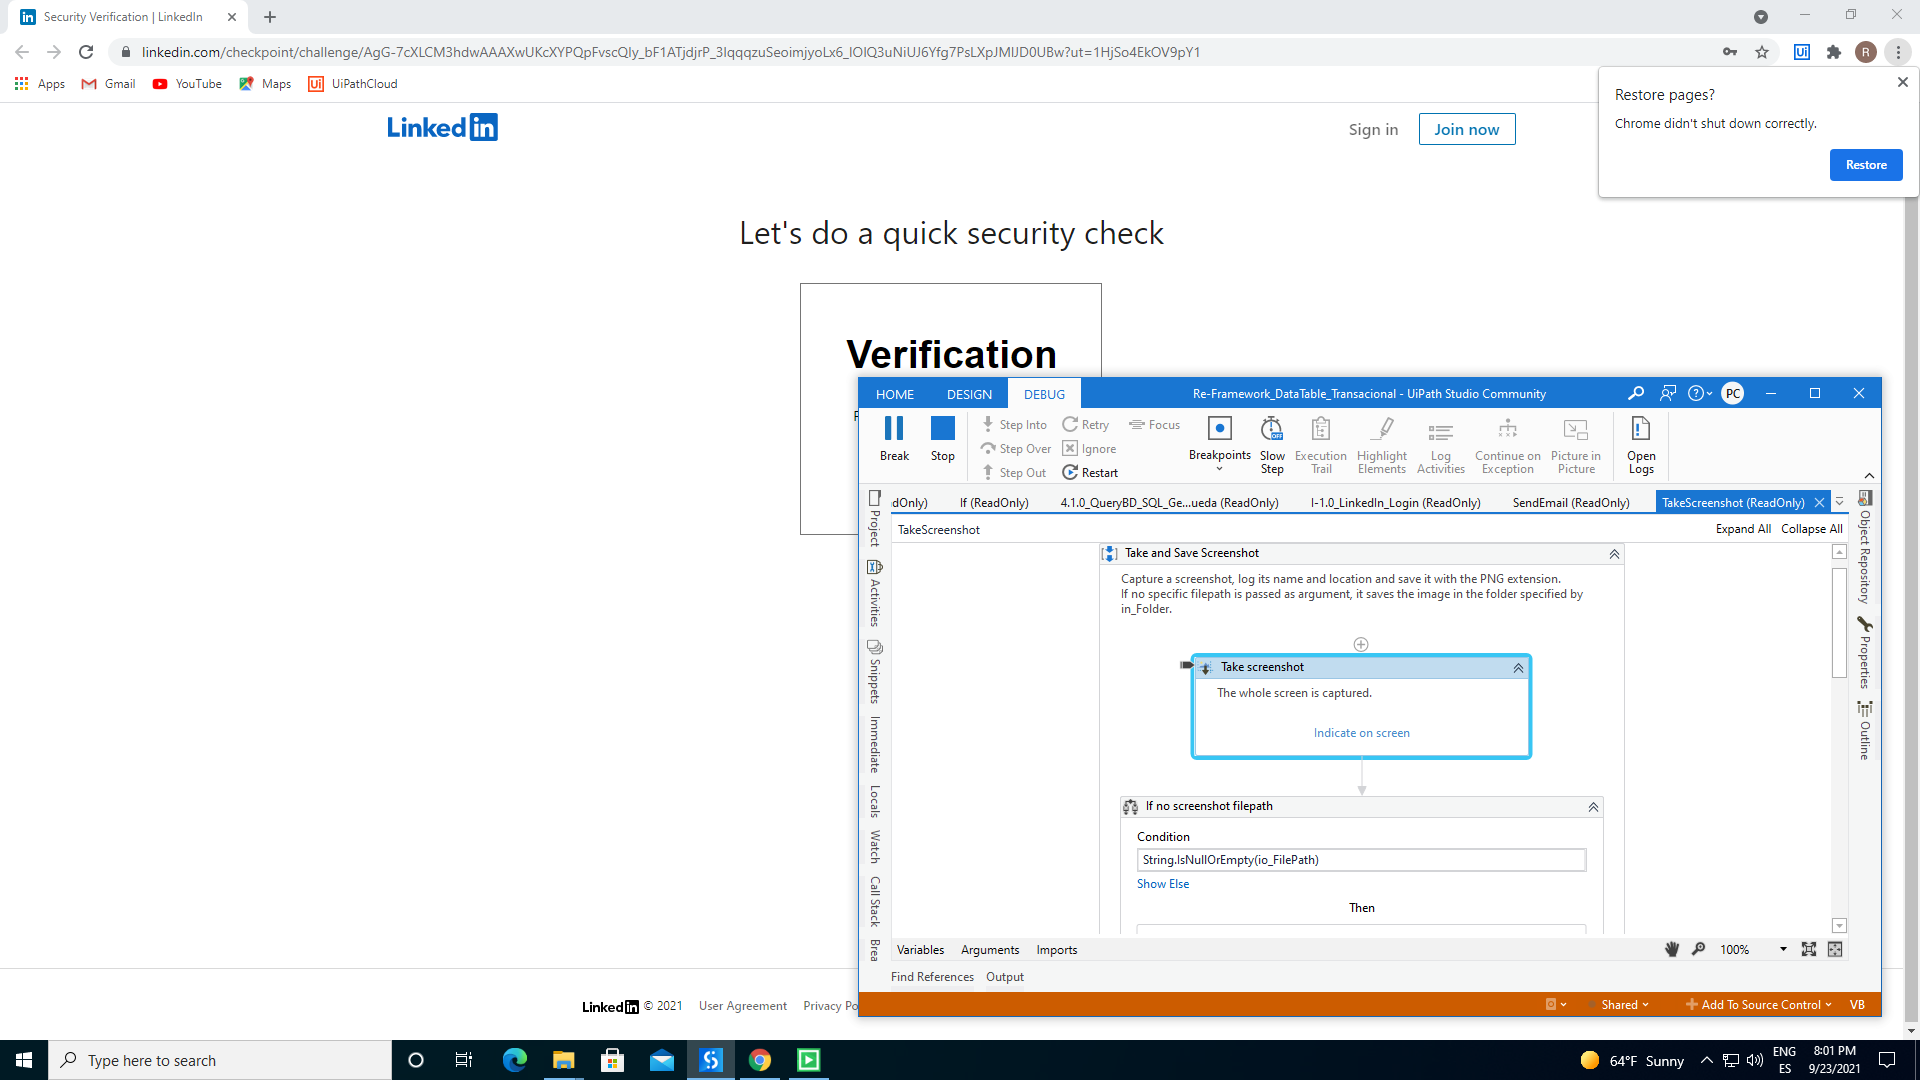 Security Verification | LinkedIn
linkedin.com/checkpoint/challenge/AgG-7cXLCM3hdwAAAXwUKcXYPQpFvscQIy_bF1ATjdjrP_3IqqqzuSeoimjyoLx6_IOIQ3uNiUJ6Yfg7PsLXpJMIJD0UBw?ut=1HjSo4EkOV9pY1
R
Apps Gmail YouTube Maps UiPathCloud
Restore pages?
Chrome didn't shut down correctly.
Restore
Linked in
Sign in Join now
Let's do a quick security check
Verification
HOME DESIGN DEBUG Re-Framework_DataTable_Transacional - UiPath Studio Community PC
Break
Stop
Step Into
Step Over
Step Out
Retry
Ignore
Restart
Focus
Breakpoints
Slow Step
Execution Trail
Highlight Elements
Log Activities
Continue on Exception
Picture in Picture
Open Logs
dOnly) If (ReadOnly) 4.1.0_QueryBD_SQL_Ge...ueda (ReadOnly) I-1.0_LinkedIn_Login (ReadOnly) SendEmail (ReadOnly) TakeScreenshot (ReadOnly)
TakeScreenshot Expand All Collapse All
Project
Activities
Snippets
Immediate
Locals
Watch
Call Stack
Brea
Take and Save Screenshot
Capture a screenshot, log its name and location and save it with the PNG extension.
If no specific filepath is passed as argument, it saves the image in the folder specified by
in_Folder.
Take screenshot
The whole screen is captured.
Indicate on screen
If no screenshot filepath
Condition
String.IsNullOrEmpty(io_FilePath)
Show Else
Then
Object Repository
Properties
Outline
Variables Arguments Imports 100%
Find References Output
Shared Add To Source Control VB
Linked in © 2021 User Agreement Privacy Po
Type here to search
64°F Sunny
ENG
ES
8:01 PM
9/23/2021